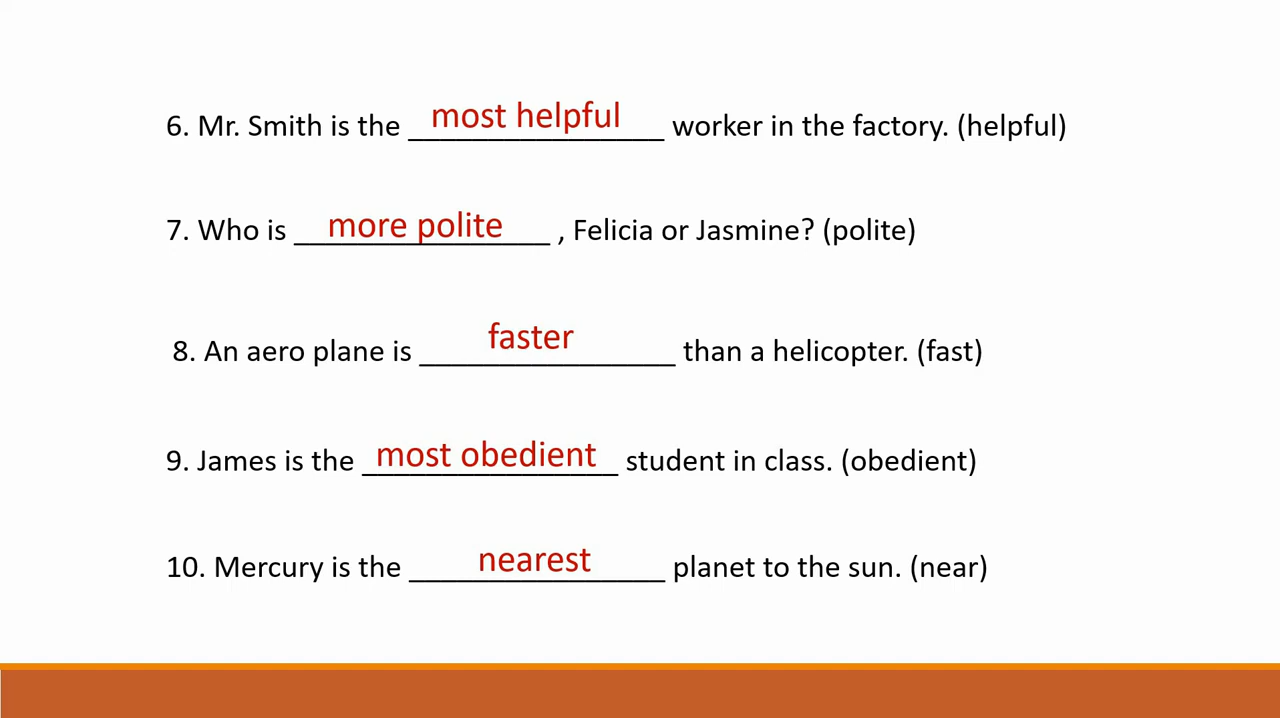 6. Mr. Smith is the most helpful worker in the factory. (helpful)
7. Who is more polite , Felicia or Jasmine? (polite)
8. An aero plane is faster than a helicopter. (fast)
9. James is the most obedient student in class. (obedient)
10. Mercury is the nearest planet to the sun. (near)